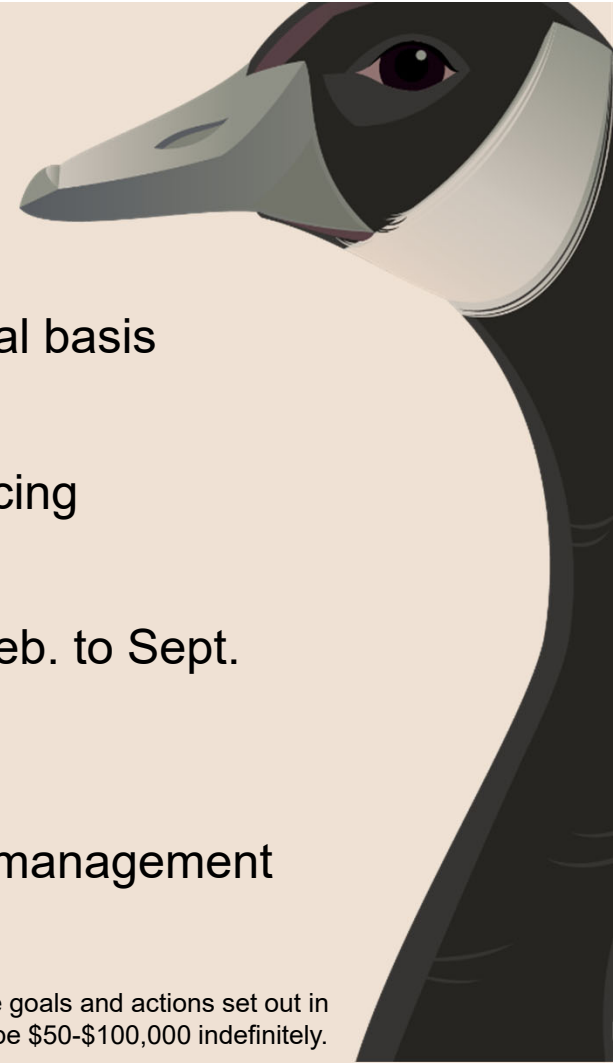 al basis
cing
eb. to Sept.
management
goals and actions set out in
be $50-$100,000 indefinitely.